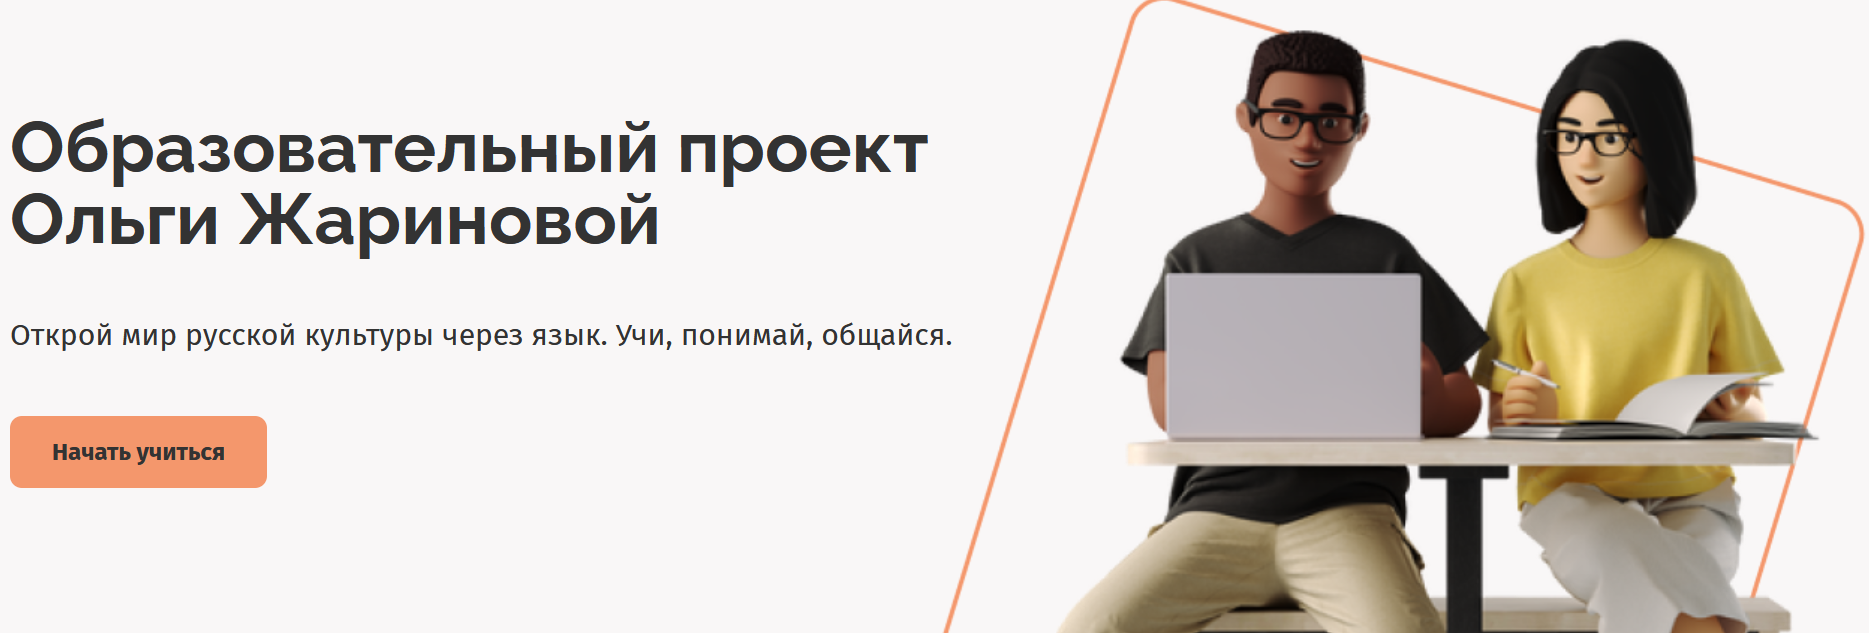 Образовательный проект
Ольги Жариновой
Открой мир русской культуры через язык. Учи, понимай, общайся.
Начать учиться